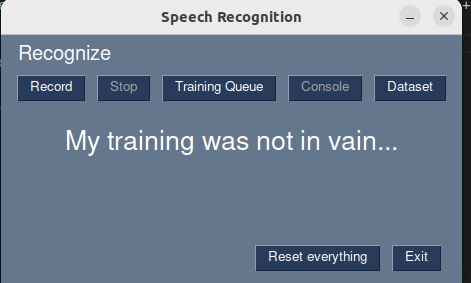 Speech Recognition
Recognize
Record Stop Training Queue Console Dataset
My training was not in vain...
Reset everything Exit